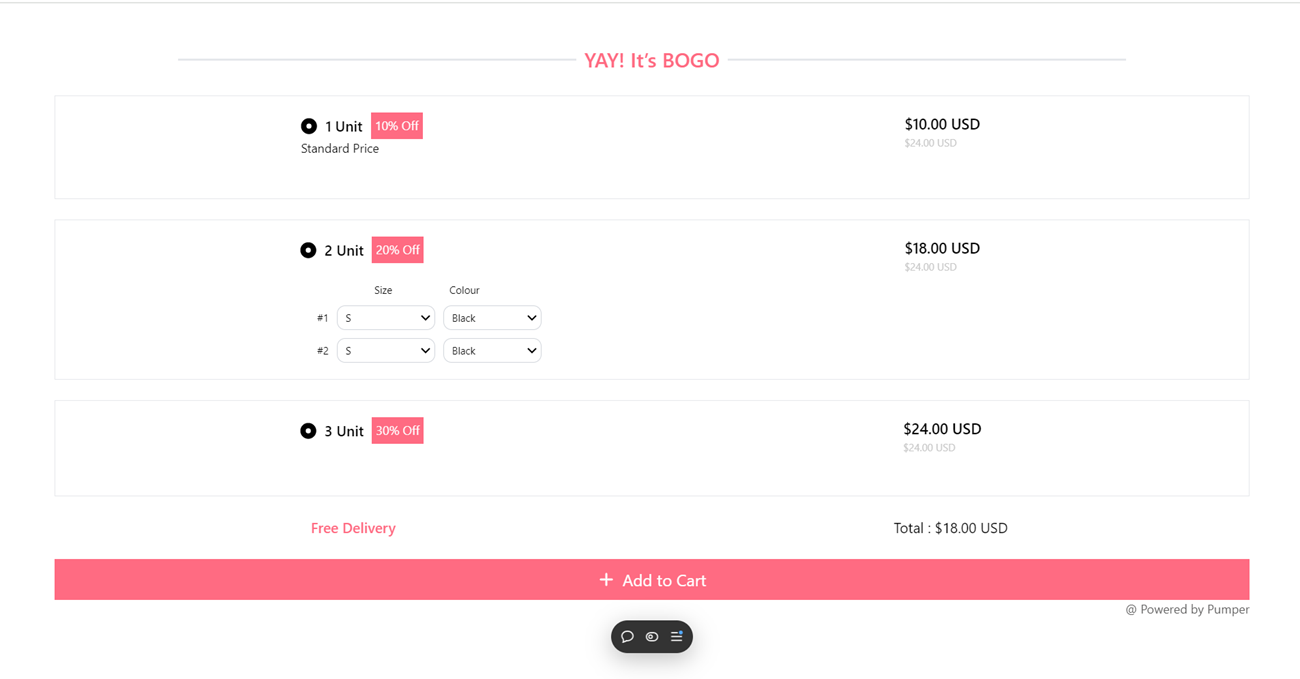 YAY! It's BOGO
1 Unit 10% Off $10.00 USD
Standard Price $24.00 USD
2 Unit 20% Off $18.00 USD
$24.00 USD
Size Colour
#1 S Black
#2 S Black
3 Unit 30% Off $24.00 USD
$24.00 USD
Free Delivery Total : $18.00 USD
+ Add to Cart
@ Powered by Pumper